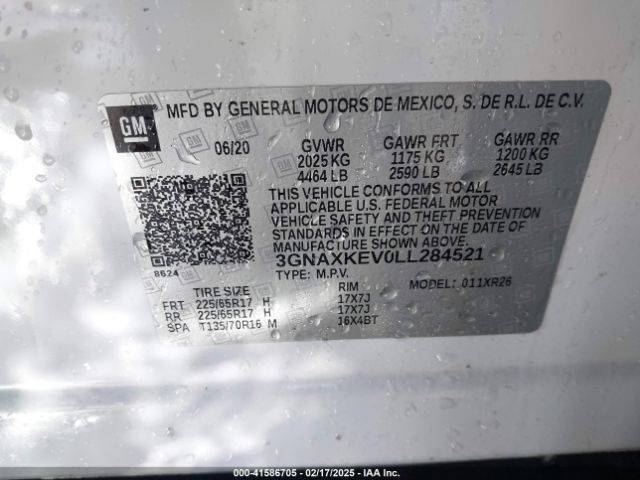 GM
MFD BY GENERAL MOTORS DE MEXICO, S. DE R.L. DE C.V.
06/20 GVWR GAWR FRT GAWR RR
2025 KG 1175 KG 1200 KG
4464 LB 2590 LB 2645 LB
THIS VEHICLE CONFORMS TO ALL
APPLICABLE U.S. FEDERAL MOTOR
VEHICLE SAFETY AND THEFT PREVENTION
STANDARDS IN EFFECT ON THE DATE OF
MANUFACTURE SHOWN ABOVE.
3GNAXKEV0LL284521
8624 TYPE: M.P.V. MODEL: 011XR26
TIRE SIZE RIM
FRT 225/65R17 H 17X7J
RR 225/65R17 H 17X7J
SPA T135/70R16 M 16X4BT
000-41586705 - 02/17/2025 - IAA Inc.